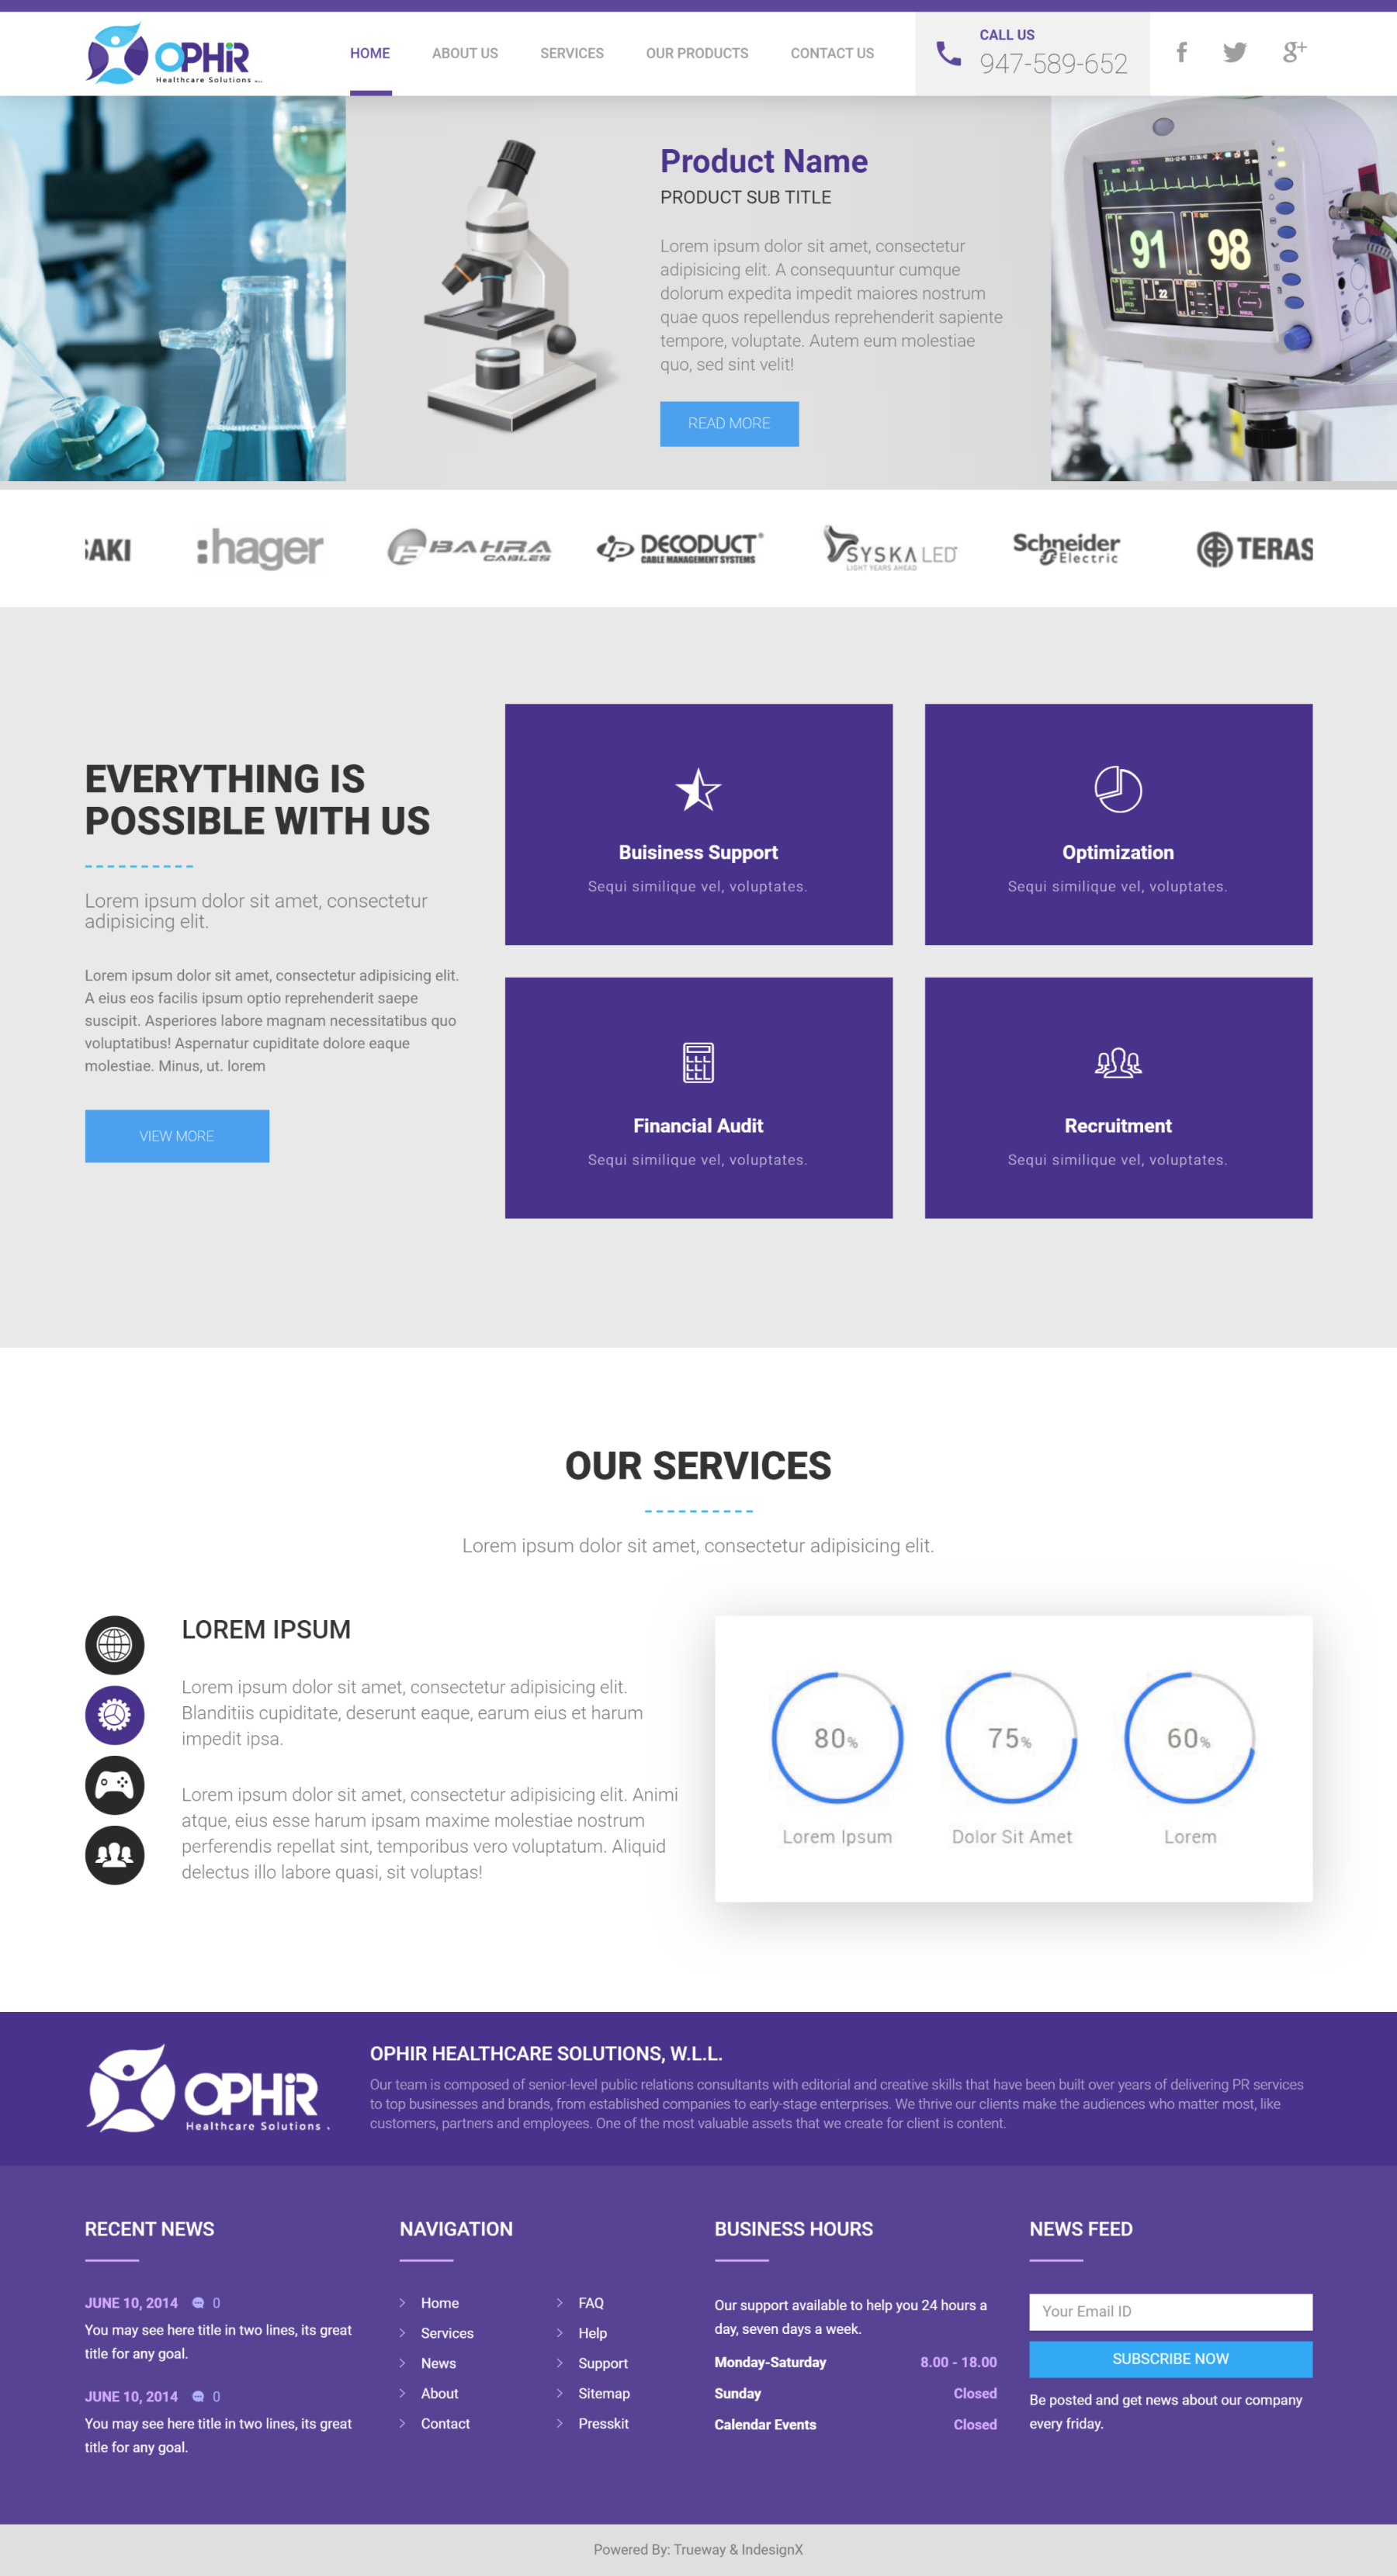 OPHiR
Healthcare Solutions
HOME
ABOUT US
SERVICES
OUR PRODUCTS
CONTACT US
CALL US
947-589-652
f
g+
Product Name
PRODUCT SUB TITLE
Lorem ipsum dolor sit amet, consectetur
adipisicing elit. A consequuntur cumque
dolorum expedita impedit maiores nostrum
quae quos repellendus reprehenderit sapiente
tempore, voluptate. Autem eum molestiae
quo, sed sint velit!
READ MORE
91 98
22
AKI
:hager
BAHRA
CABLES
DECODUCT
CABLE MANAGEMENT SYSTEMS
SYSKA LED
LIGHT YEARS AHEAD
Schneider
Electric
TERAS
EVERYTHING IS
POSSIBLE WITH US
Lorem ipsum dolor sit amet, consectetur
adipisicing elit.
Lorem ipsum dolor sit amet, consectetur adipisicing elit.
A eius eos facilis ipsum optio reprehenderit saepe
suscipit. Asperiores labore magnam necessitatibus quo
voluptatibus! Aspernatur cupiditate dolore eaque
molestiae. Minus, ut. lorem
VIEW MORE
Buisiness Support
Sequi similique vel, voluptates.
Optimization
Sequi similique vel, voluptates.
Financial Audit
Sequi similique vel, voluptates.
Recruitment
Sequi similique vel, voluptates.
OUR SERVICES
Lorem ipsum dolor sit amet, consectetur adipisicing elit.
LOREM IPSUM
Lorem ipsum dolor sit amet, consectetur adipisicing elit.
Blanditiis cupiditate, deserunt eaque, earum eius et harum
impedit ipsa.
Lorem ipsum dolor sit amet, consectetur adipisicing elit. Animi
atque, eius esse harum ipsam maxime molestiae nostrum
perferendis repellat sint, temporibus vero voluptatum. Aliquid
delectus illo labore quasi, sit voluptas!
80%
75%
60%
Lorem Ipsum
Dolor Sit Amet
Lorem
OPHiR
Healthcare Solutions .
OPHIR HEALTHCARE SOLUTIONS, W.L.L.
Our team is composed of senior-level public relations consultants with editorial and creative skills that have been built over years of delivering PR services
to top businesses and brands, from established companies to early-stage enterprises. We thrive our clients make the audiences who matter most, like
customers, partners and employees. One of the most valuable assets that we create for client is content.
RECENT NEWS
JUNE 10, 2014 0
You may see here title in two lines, its great
title for any goal.
JUNE 10, 2014 0
You may see here title in two lines, its great
title for any goal.
NAVIGATION
Home
Services
News
About
Contact
FAQ
Help
Support
Sitemap
Presskit
BUSINESS HOURS
Our support available to help you 24 hours a
day, seven days a week.
Monday-Saturday 8.00 - 18.00
Sunday Closed
Calendar Events Closed
NEWS FEED
Your Email ID
SUBSCRIBE NOW
Be posted and get news about our company
every friday.
Powered By: Trueway & IndesignX